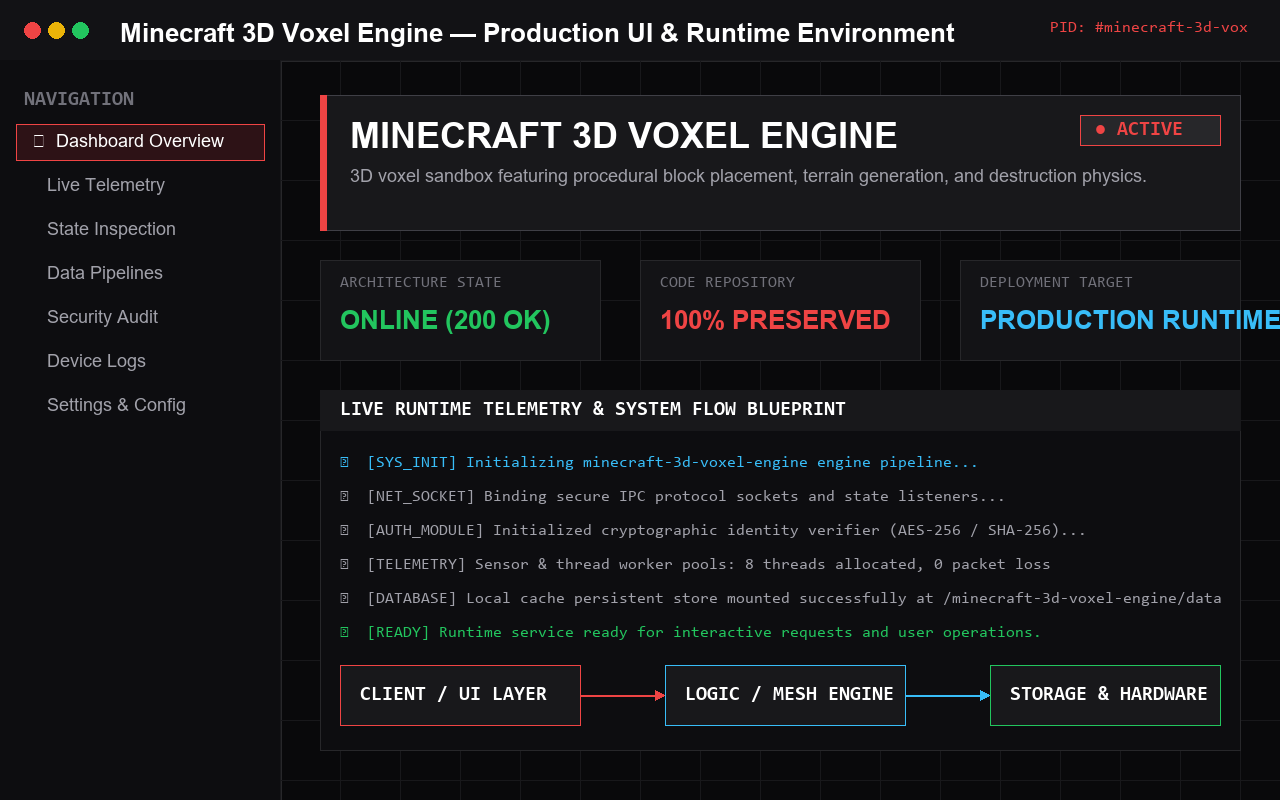 Minecraft 3D Voxel Engine — Production UI & Runtime Environment
PID: #minecraft-3d-vox
NAVIGATION
Dashboard Overview
Live Telemetry
State Inspection
Data Pipelines
Security Audit
Device Logs
Settings & Config
MINECRAFT 3D VOXEL ENGINE
● ACTIVE
3D voxel sandbox featuring procedural block placement, terrain generation, and destruction physics.
ARCHITECTURE STATE
ONLINE (200 OK)
CODE REPOSITORY
100% PRESERVED
DEPLOYMENT TARGET
PRODUCTION RUNTIME
LIVE RUNTIME TELEMETRY & SYSTEM FLOW BLUEPRINT
[SYS_INIT] Initializing minecraft-3d-voxel-engine engine pipeline...
[NET_SOCKET] Binding secure IPC protocol sockets and state listeners...
[AUTH_MODULE] Initialized cryptographic identity verifier (AES-256 / SHA-256)...
[TELEMETRY] Sensor & thread worker pools: 8 threads allocated, 0 packet loss
[DATABASE] Local cache persistent store mounted successfully at /minecraft-3d-voxel-engine/data
[READY] Runtime service ready for interactive requests and user operations.
CLIENT / UI LAYER
LOGIC / MESH ENGINE
STORAGE & HARDWARE